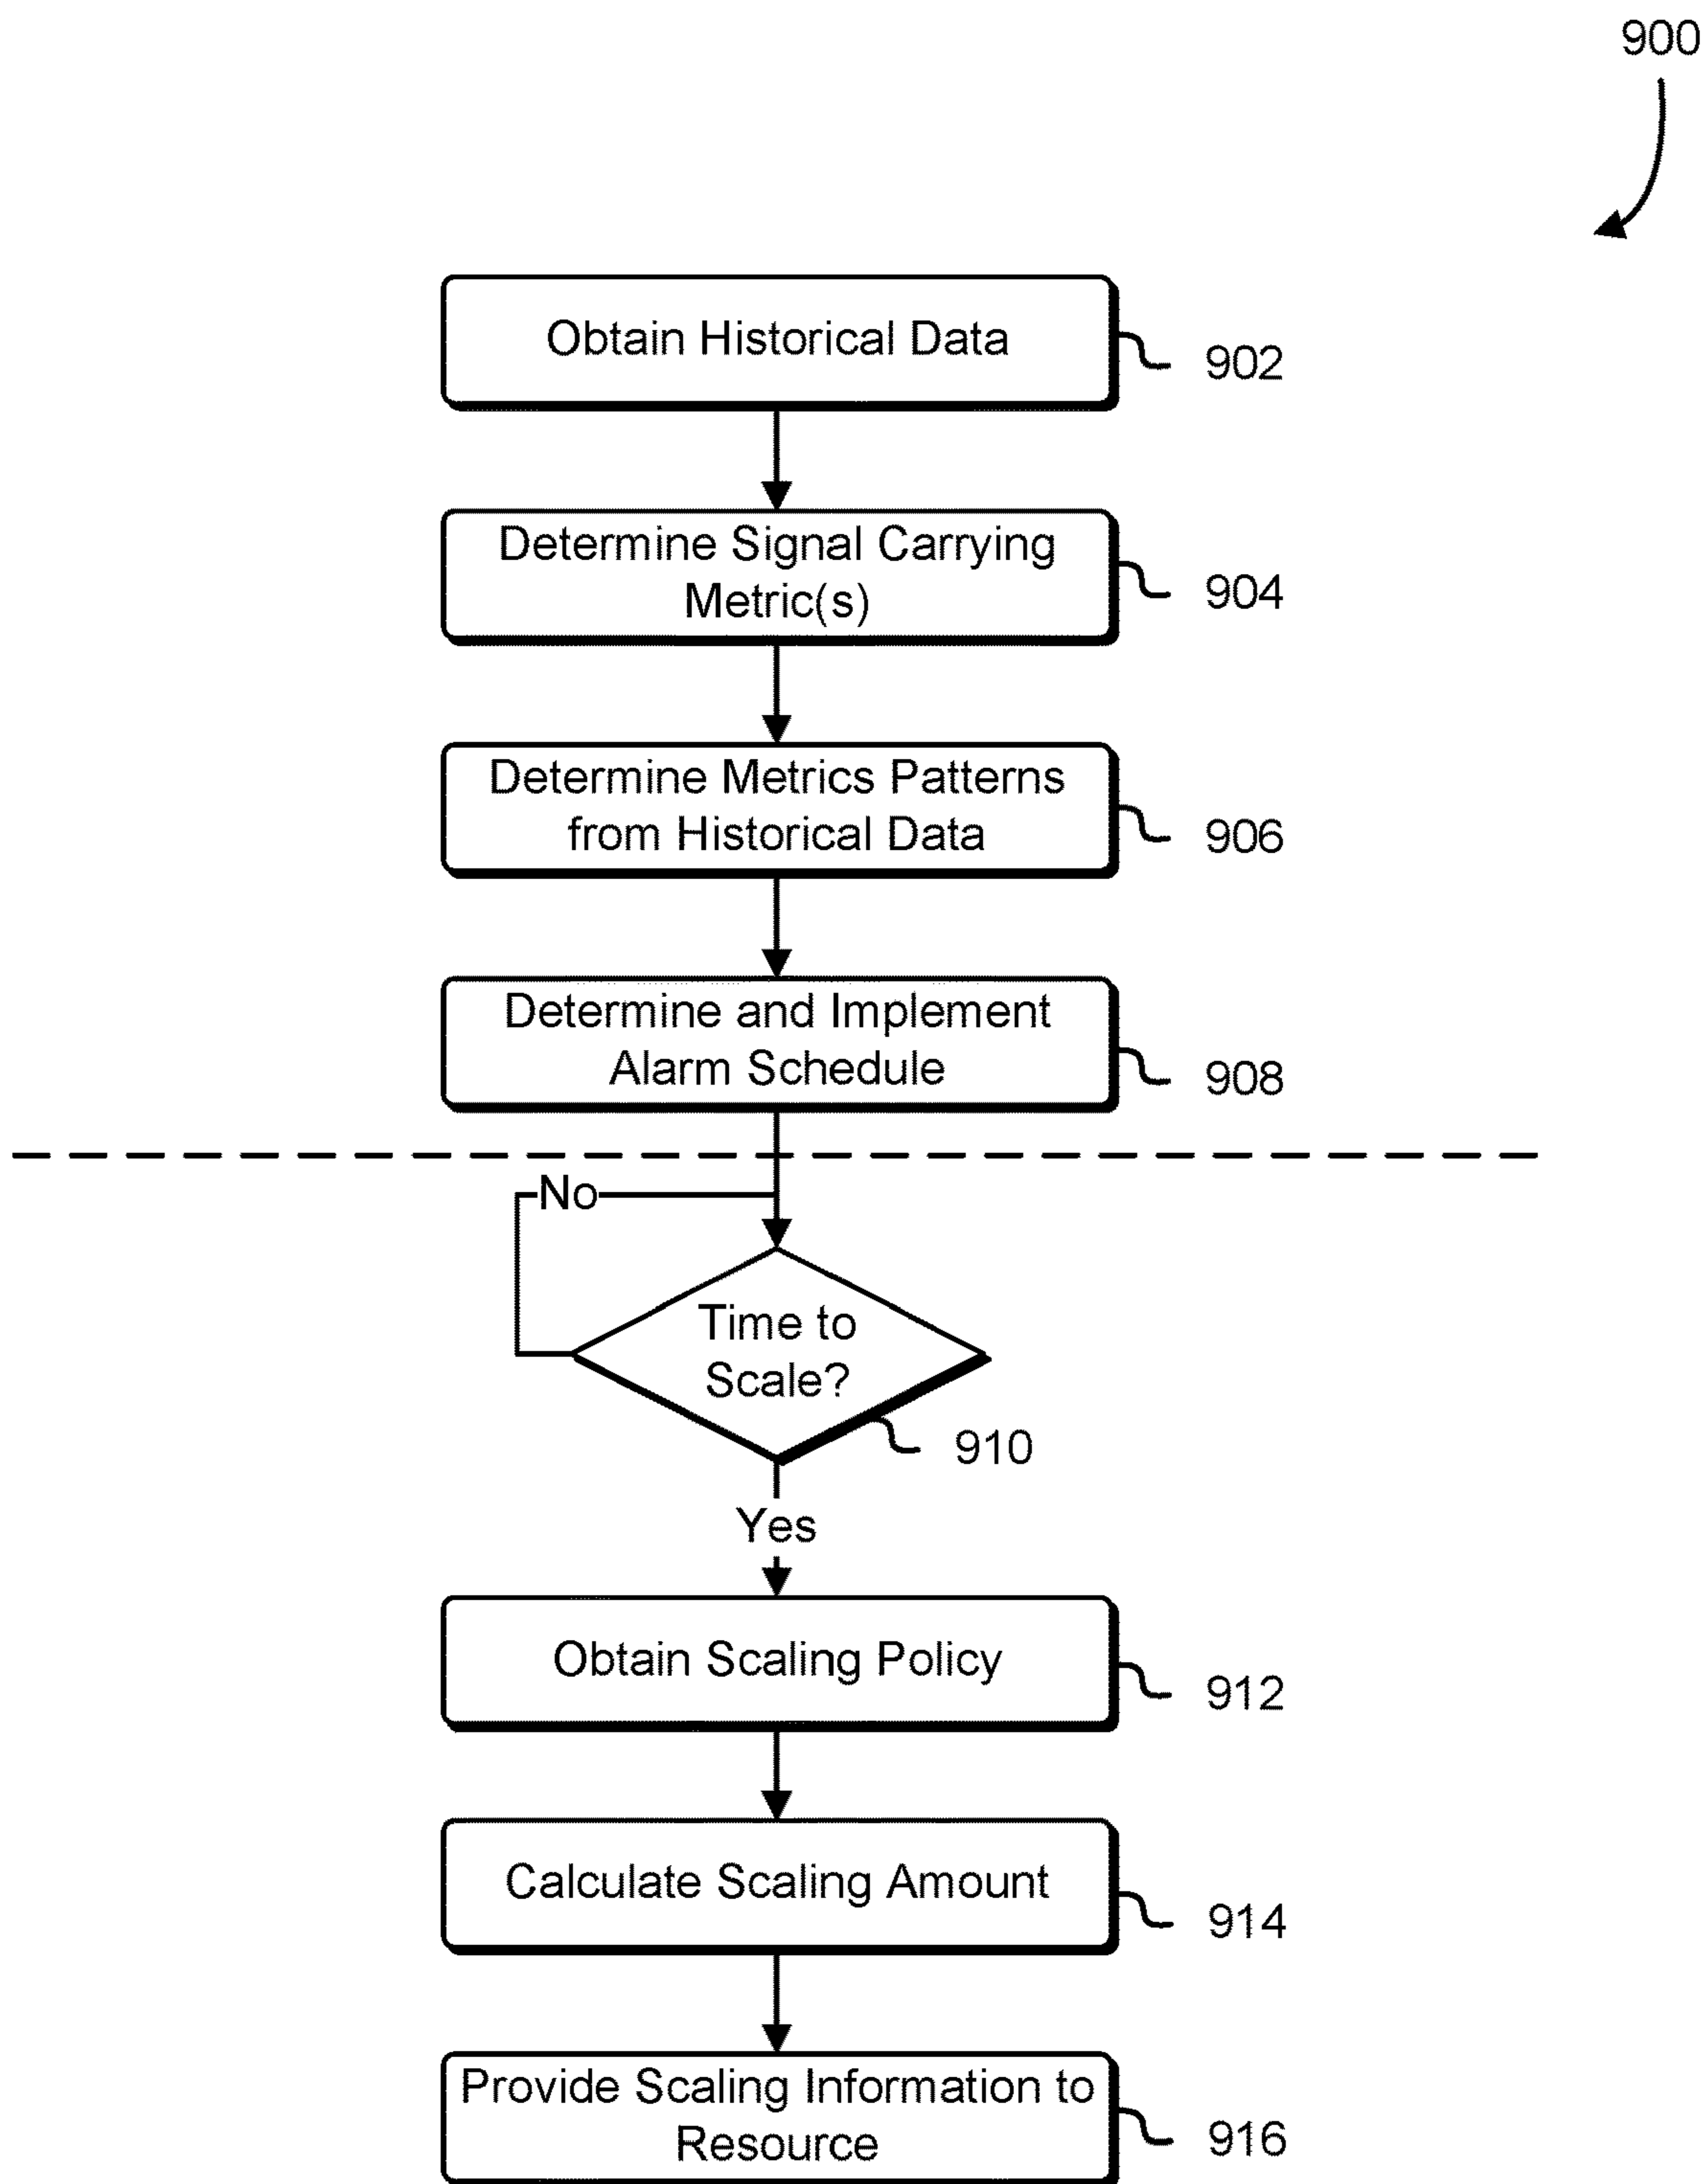 900
Obtain Historical Data
902
Determine Signal Carrying
Metric(s)
904
Determine Metrics Patterns
from Historical Data
906
Determine and Implement
Alarm Schedule
908
No
Time to
Scale?
910
Yes
Obtain Scaling Policy
912
Calculate Scaling Amount
914
Provide Scaling Information to
Resource
916